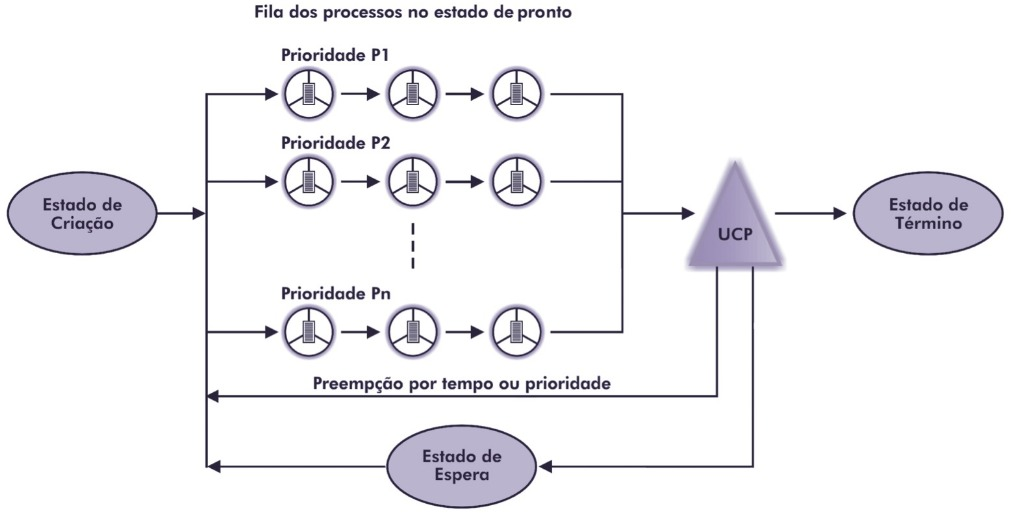 Fila dos processos no estado de pronto
Prioridade P1
Prioridade P2
Estado de
Criação
UCP
Estado de
Término
Prioridade Pn
Preempção por tempo ou prioridade
Estado de
Espera